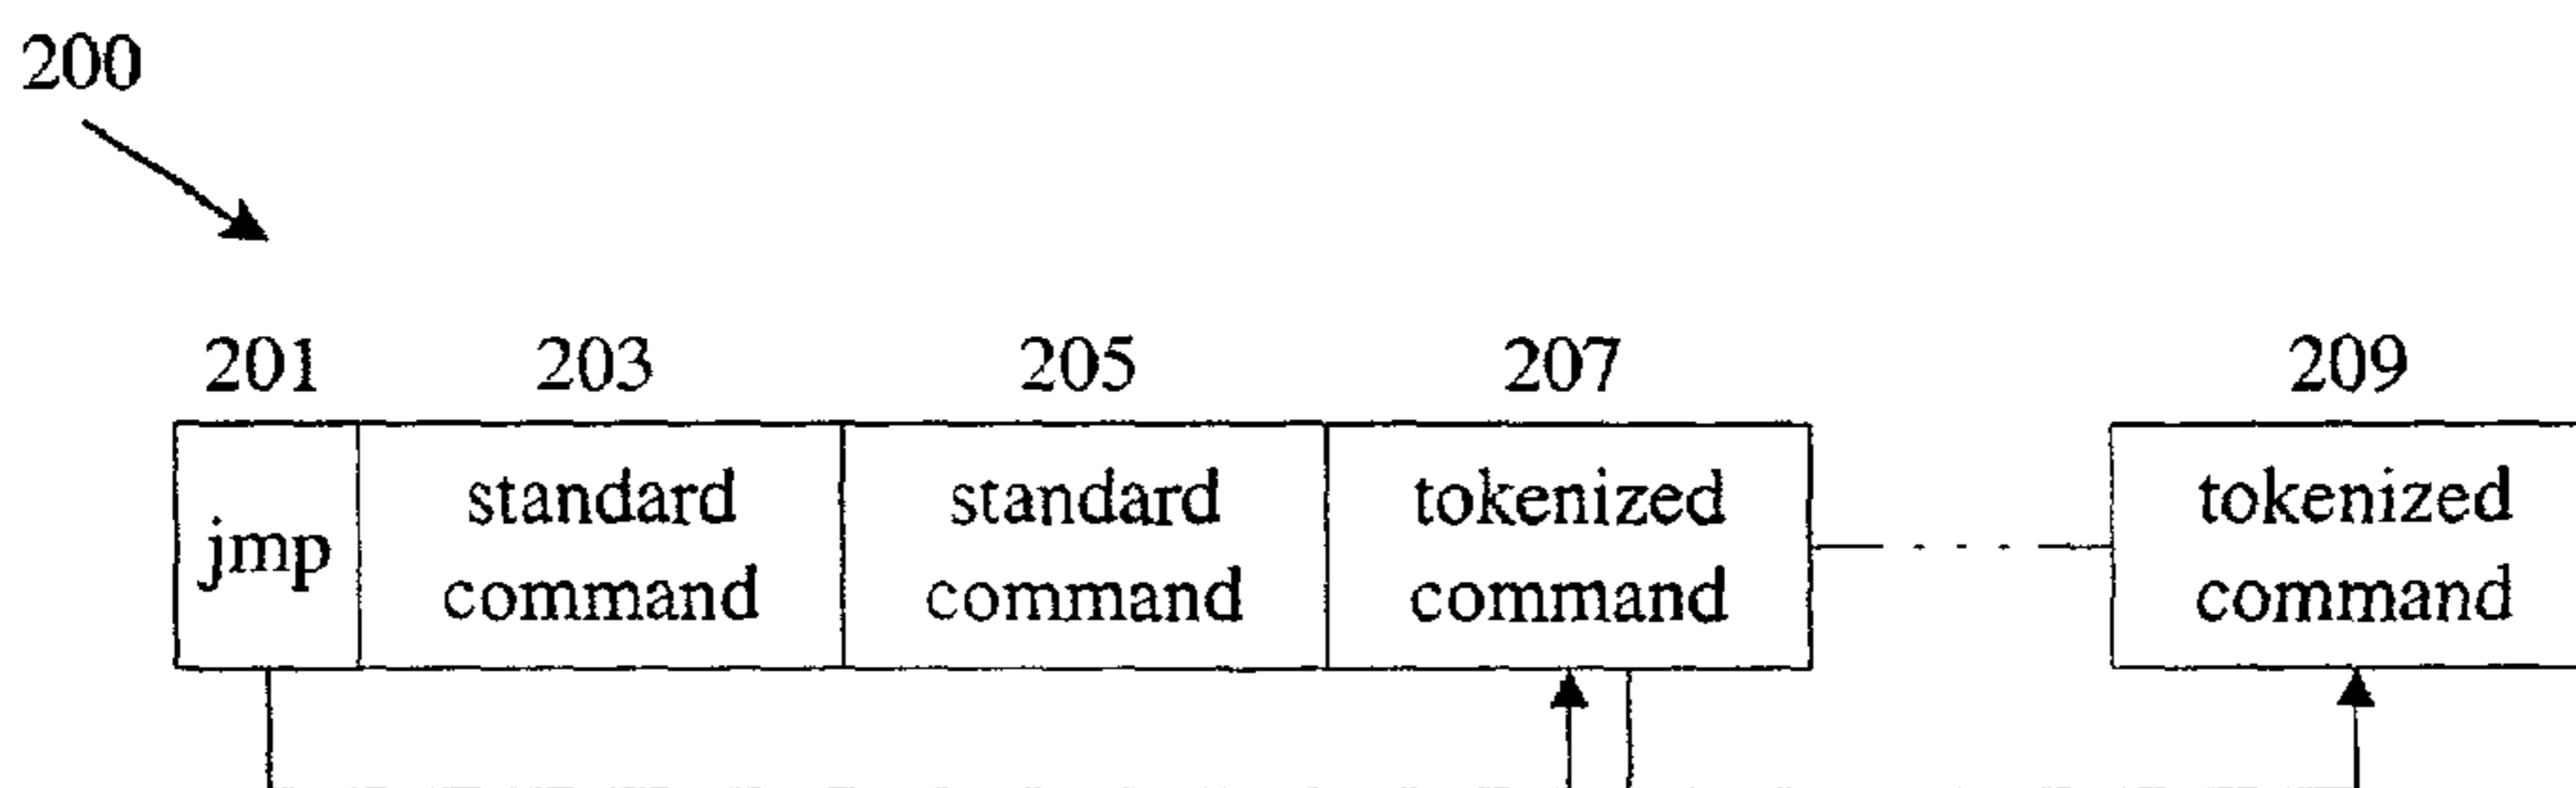 200
201 203 205 207 209
jmp
standard
command
standard
command
tokenized
command
tokenized
command